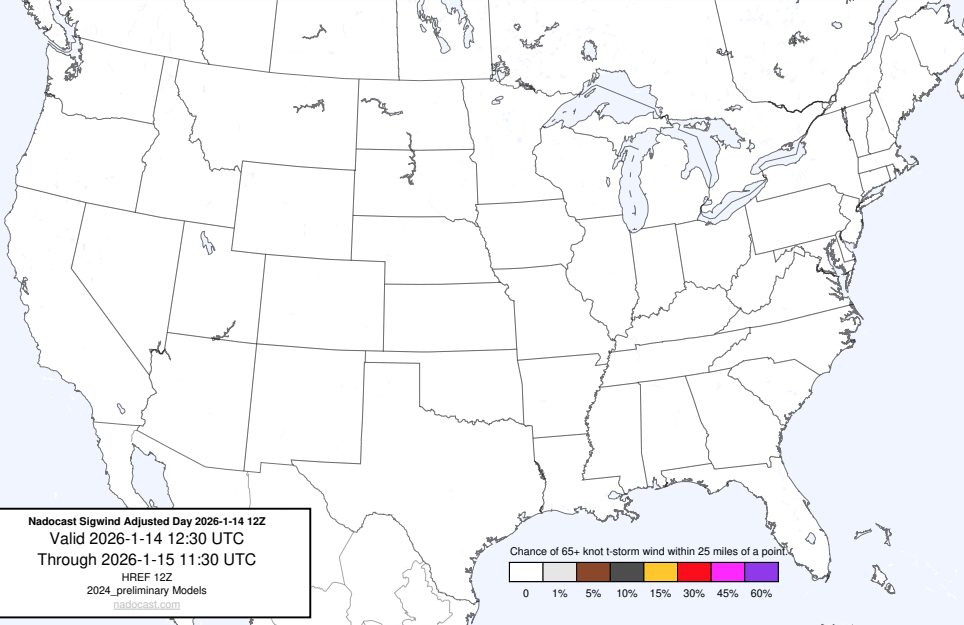 Nadocast Sigwind Adjusted Day 2026-1-14 12Z
Valid 2026-1-14 12:30 UTC
Through 2026-1-15 11:30 UTC
HREF 12Z
2024_preliminary Models
nadocast.com
Chance of 65+ knot t-storm wind within 25 miles of a point.
0 1% 5% 10% 15% 30% 45% 60%